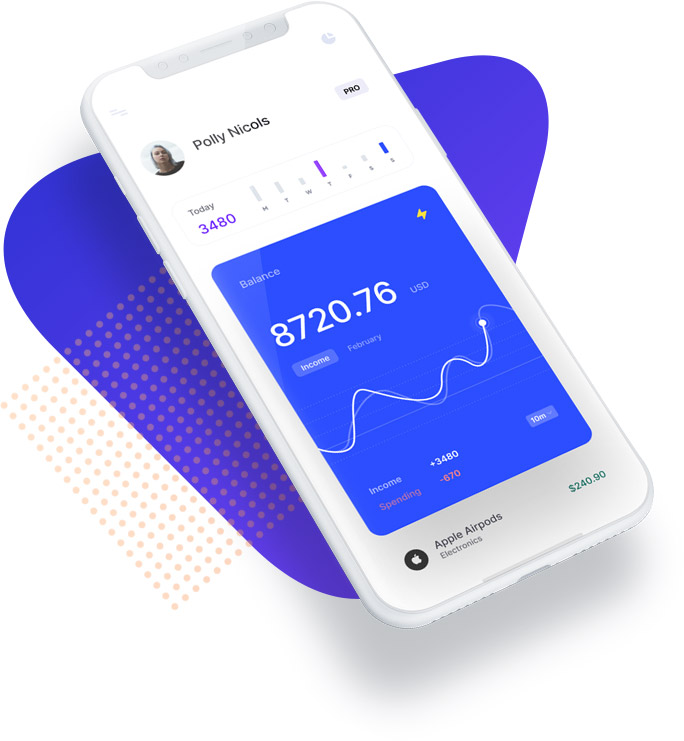 PRO
Polly Nicols
Today
3480
M T W T F S S
Balance
8720.76 USD
Income February
10m
Income +3480
Spending -670
Apple Airpods
Electronics
$240.90